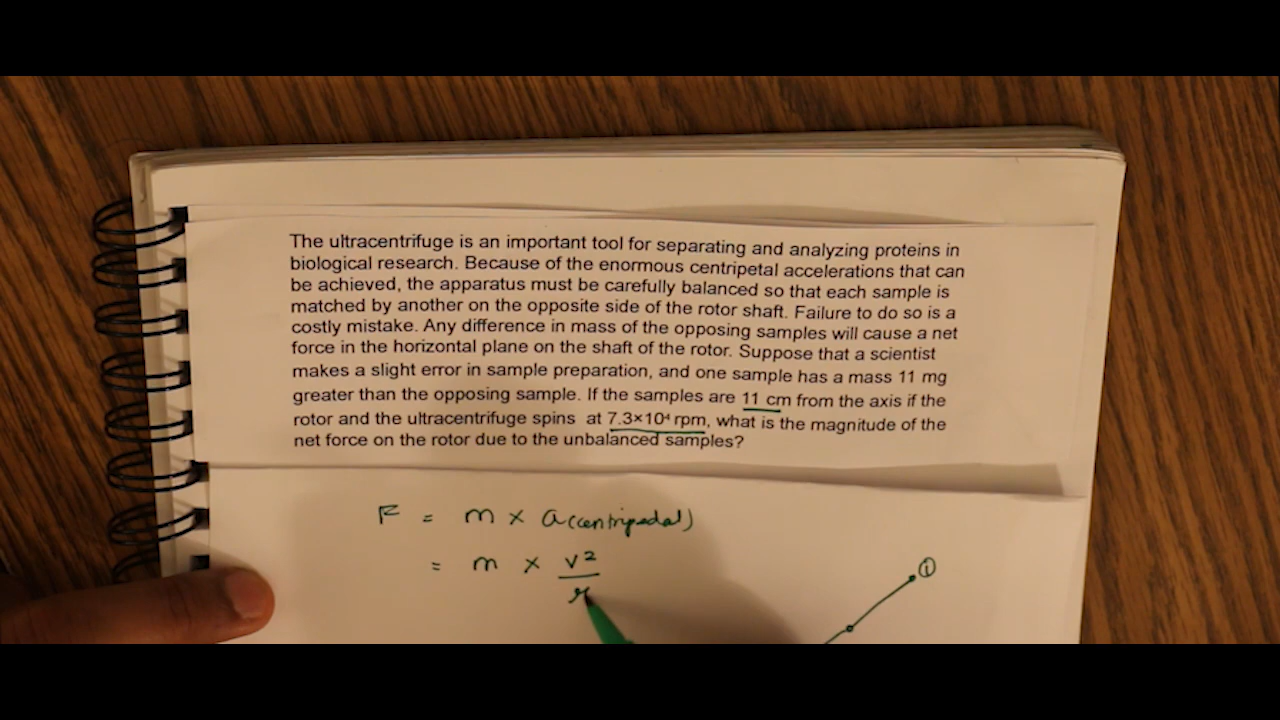 The ultracentrifuge is an important tool for separating and analyzing proteins in
biological research. Because of the enormous centripetal accelerations that can
be achieved, the apparatus must be carefully balanced so that each sample is
matched by another on the opposite side of the rotor shaft. Failure to do so is a
costly mistake. Any difference in mass of the opposing samples will cause a net
force in the horizontal plane on the shaft of the rotor. Suppose that a scientist
makes a slight error in sample preparation, and one sample has a mass 11 mg
greater than the opposing sample. If the samples are 11 cm from the axis if the
rotor and the ultracentrifuge spins at 7.3×10⁴ rpm, what is the magnitude of the
net force on the rotor due to the unbalanced samples?
F = m × a(centripedal)
= m × v²/r
①